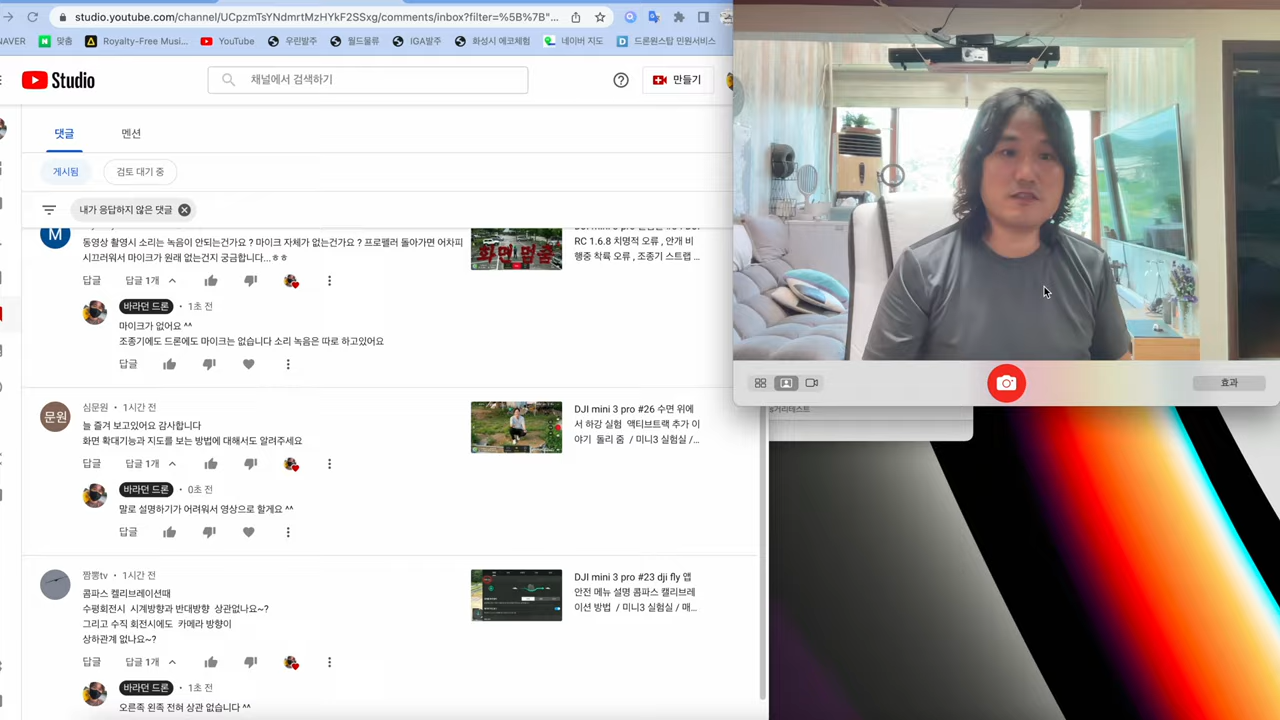 studio.youtube.com/channel/UCpzmTsYNdmrtMzHYkF2SSxg/comments/inbox?filter=%5B%7B"...
NAVER
맞춤
Royalty-Free Musi...
YouTube
우란발주
월드물류
IGA발주
화성시 에코체험
네이버 지도
드론원스탑 민원서비스
Studio
채널에서 검색하기
만들기
댓글
멘션
게시됨
검토 대기 중
내가 응답하지 않은 댓글
M
동영상 촬영시 소리는 녹음이 안되는건가요 ? 마이크 자체가 없는건가요 ? 프로펠러 돌아가면 어차피
시끄러워서 마이크가 원래 없는건지 궁금합니다...ㅎㅎ
답글
답글 1개
바라던 드론 • 1초 전
마이크가 없어요 ^^
조종기에도 드론에도 마이크는 없습니다 소리 녹음은 따로 하고있어요
답글
화면 멈춤
RC 1.6.8 치명적 오류 , 안개 비
행중 착륙 오류 , 조종기 스트랩 ...
문원
심문원 • 1시간 전
늘 즐겨 보고있어요 감사합니다
화면 확대기능과 지도를 보는 방법에 대해서도 알려주세요
답글
답글 1개
바라던 드론 • 0초 전
말로 설명하기가 어려워서 영상으로 할게요 ^^
답글
DJI mini 3 pro #26 수면 위에
서 하강 실험 액티브트랙 추가 이
야기 돌리 줌 / 미니3 실험실 /...
짬뽕tv • 1시간 전
콤파스 켈리브레이션때
수평회전시 시계방향과 반대방향 상관없나요~?
그리고 수직 회전시에도 카메라 방향이
상하관계 없나요~?
답글
답글 1개
바라던 드론 • 1초 전
오른족 왼족 전혀 상관 없습니다 ^^
DJI mini 3 pro #23 dji fly 앱
안전 메뉴 설명 콤파스 캘리브레
이션 방법 / 미니3 실험실 / 매...
효과
거리테스트